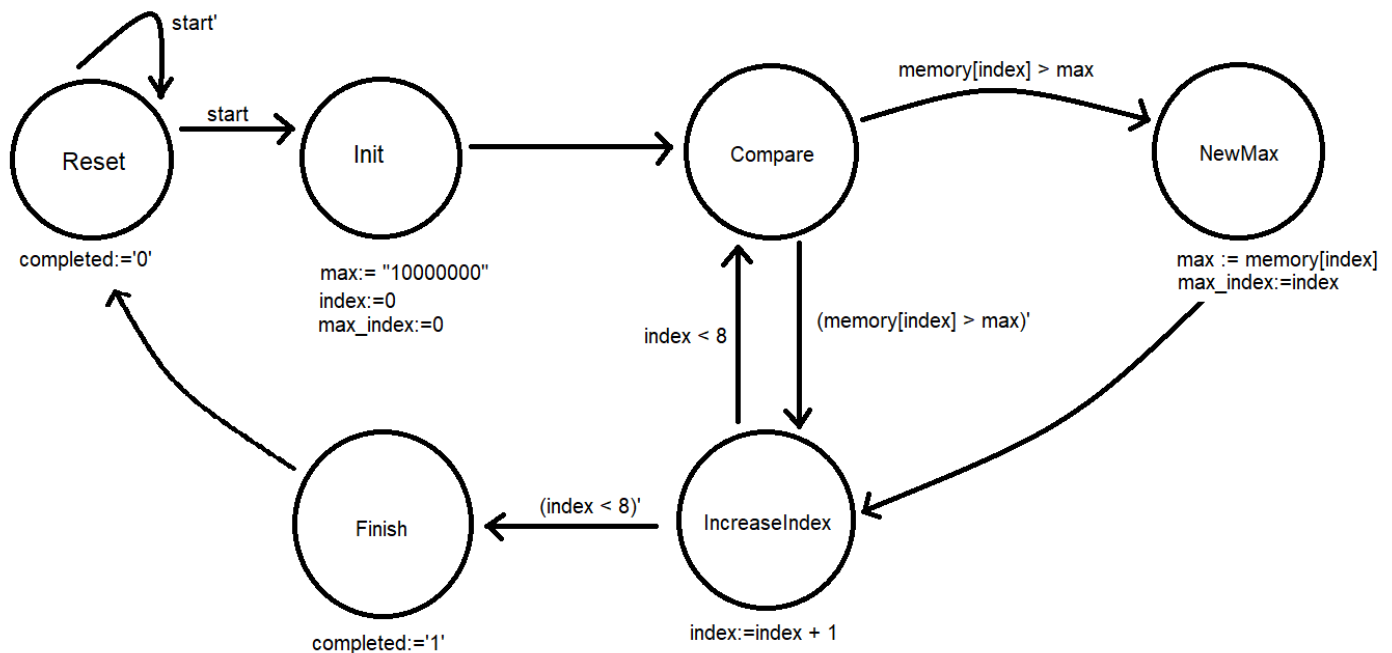 start'
start
Reset
completed:='0'
Init
max:= "10000000"
index:=0
max_index:=0
Compare
memory[index] > max
NewMax
max := memory[index]
max_index:=index
index < 8
(memory[index] > max)'
IncreaseIndex
index:=index + 1
(index < 8)'
Finish
completed:='1'